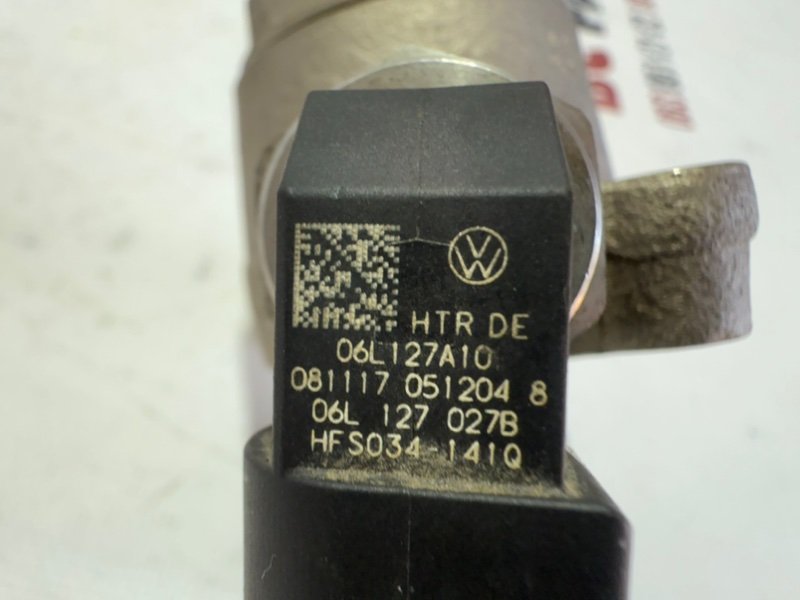 HTR DE
06L127A10
081117 051204 8
06L 127 027B
HFS034-141Q